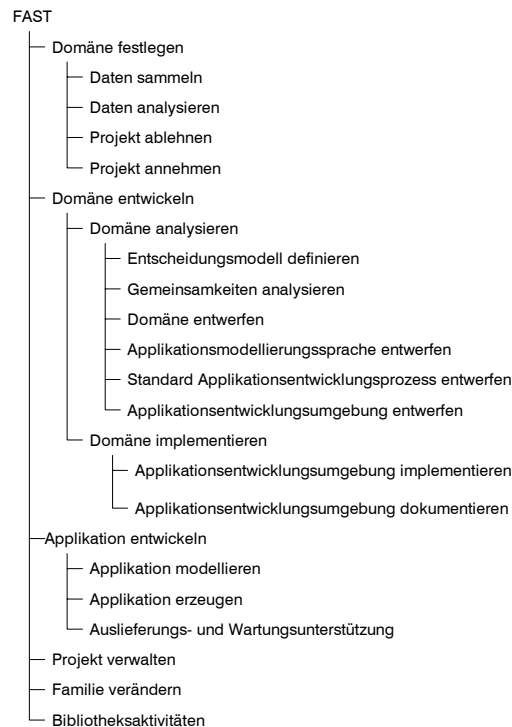 FAST
Domäne festlegen
Daten sammeln
Daten analysieren
Projekt ablehnen
Projekt annehmen
Domäne entwickeln
Domäne analysieren
Entscheidungsmodell definieren
Gemeinsamkeiten analysieren
Domäne entwerfen
Applikationsmodellierungssprache entwerfen
Standard Applikationsentwicklungsprozess entwerfen
Applikationsentwicklungsumgebung entwerfen
Domäne implementieren
Applikationsentwicklungsumgebung implementieren
Applikationsentwicklungsumgebung dokumentieren
Applikation entwickeln
Applikation modellieren
Applikation erzeugen
Auslieferungs- und Wartungsunterstützung
Projekt verwalten
Familie verändern
Bibliotheksaktivitäten